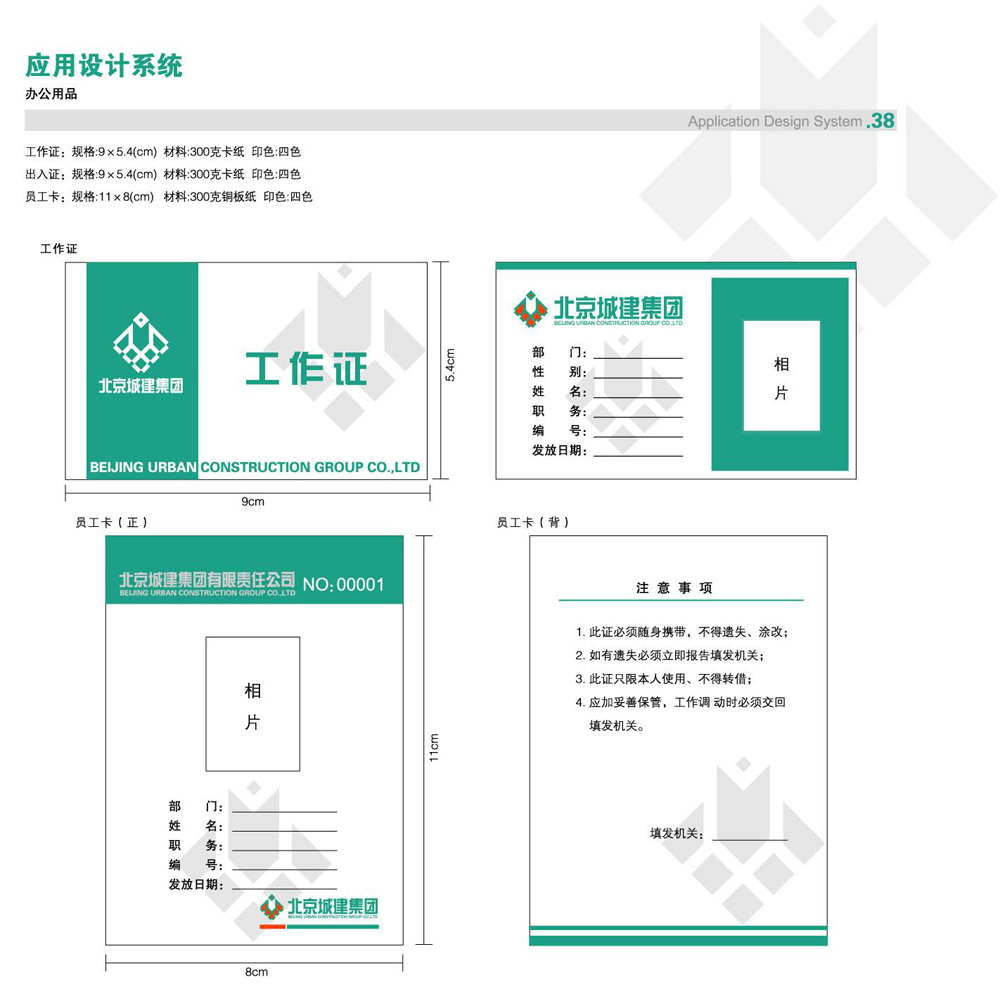 应用设计系统
办公用品
Application Design System .38
工作证：规格:9×5.4(cm) 材料:300克卡纸 印色:四色
出入证：规格:9×5.4(cm) 材料:300克卡纸 印色:四色
员工卡：规格:11×8(cm) 材料:300克铜板纸 印色:四色
工作证
北京城建集团
工作证
BEIJING URBAN CONSTRUCTION GROUP CO.,LTD
5.4cm
9cm
北京城建集团
BEIJING URBAN CONSTRUCTION GROUP CO.,LTD
部 门：
性 别：
姓 名：
职 务：
编 号：
发放日期：
相
片
员工卡（正）
北京城建集团有限责任公司 NO：00001
BEIJING URBAN CONSTRUCTION GROUP CO.,LTD
相
片
部 门：
姓 名：
职 务：
编 号：
发放日期：
北京城建集团
BEIJING URBAN CONSTRUCTION GROUP CO.,LTD
11cm
8cm
员工卡（背）
注意事项
1. 此证必须随身携带，不得遗失、涂改；
2. 如有遗失必须立即报告填发机关；
3. 此证只限本人使用、不得转借；
4. 应加妥善保管，工作调 动时必须交回
填发机关。
填发机关：